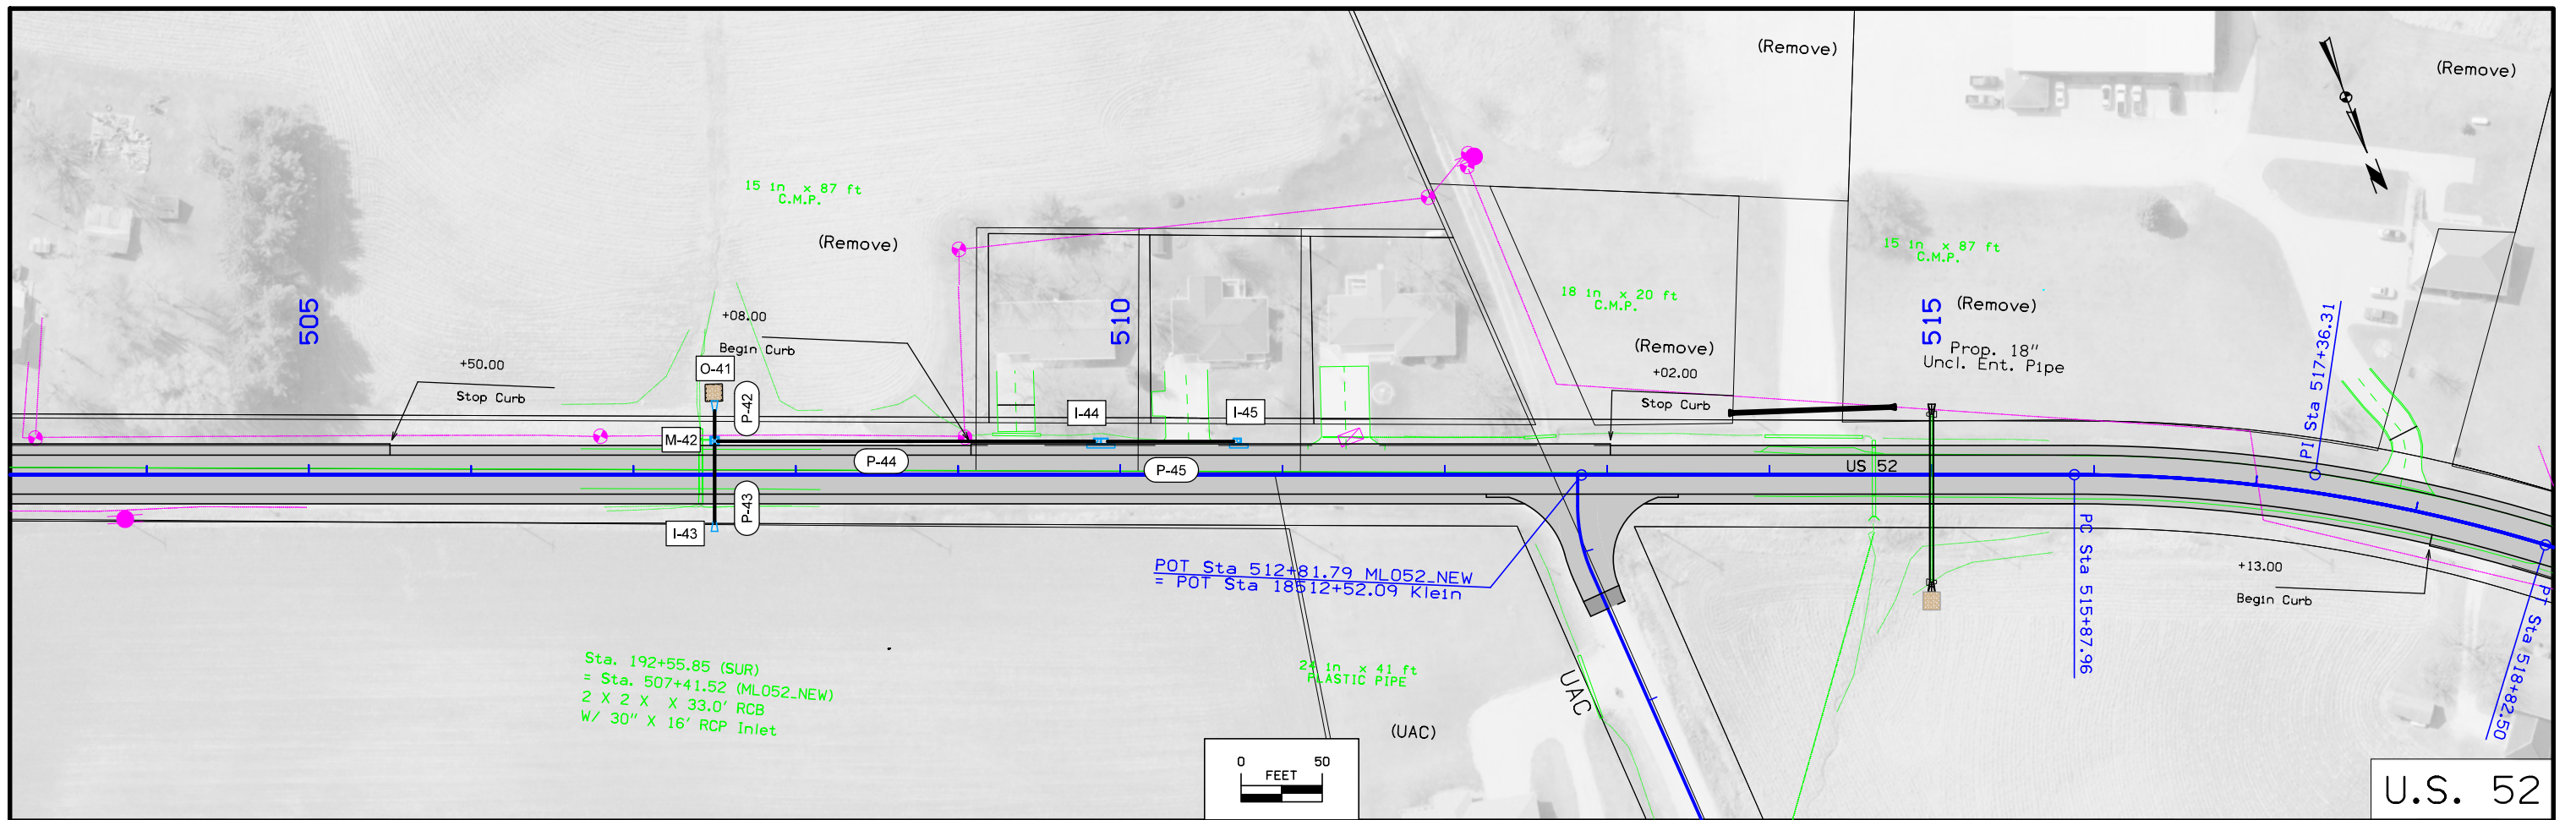 (Remove)
(Remove)
15 in x 87 ft
C.M.P.
(Remove)
15 in x 87 ft
C.M.P.
505
510
515
(Remove)
18 in x 20 ft
C.M.P.
+08.00
Begin Curb
PI Sta 517+36.31
(Remove)
Prop. 18"
Uncl. Ent. Pipe
+50.00
Stop Curb
O-41
P-42
+02.00
Stop Curb
I-44
I-45
M-42
P-44
P-45
US 52
I-43
P-43
POT Sta 512+81.79 ML052_NEW
= POT Sta 18512+52.09 Klein
PC Sta 515+87.96
+13.00
Begin Curb
PT Sta 518+82.50
Sta. 192+55.85 (SUR)
= Sta. 507+41.52 (ML052_NEW)
2 X 2 X X 33.0' RCB
W/ 30" X 16' RCP Inlet
24 in x 41 ft
PLASTIC PIPE
UAC
(UAC)
0 50
FEET
U.S. 52